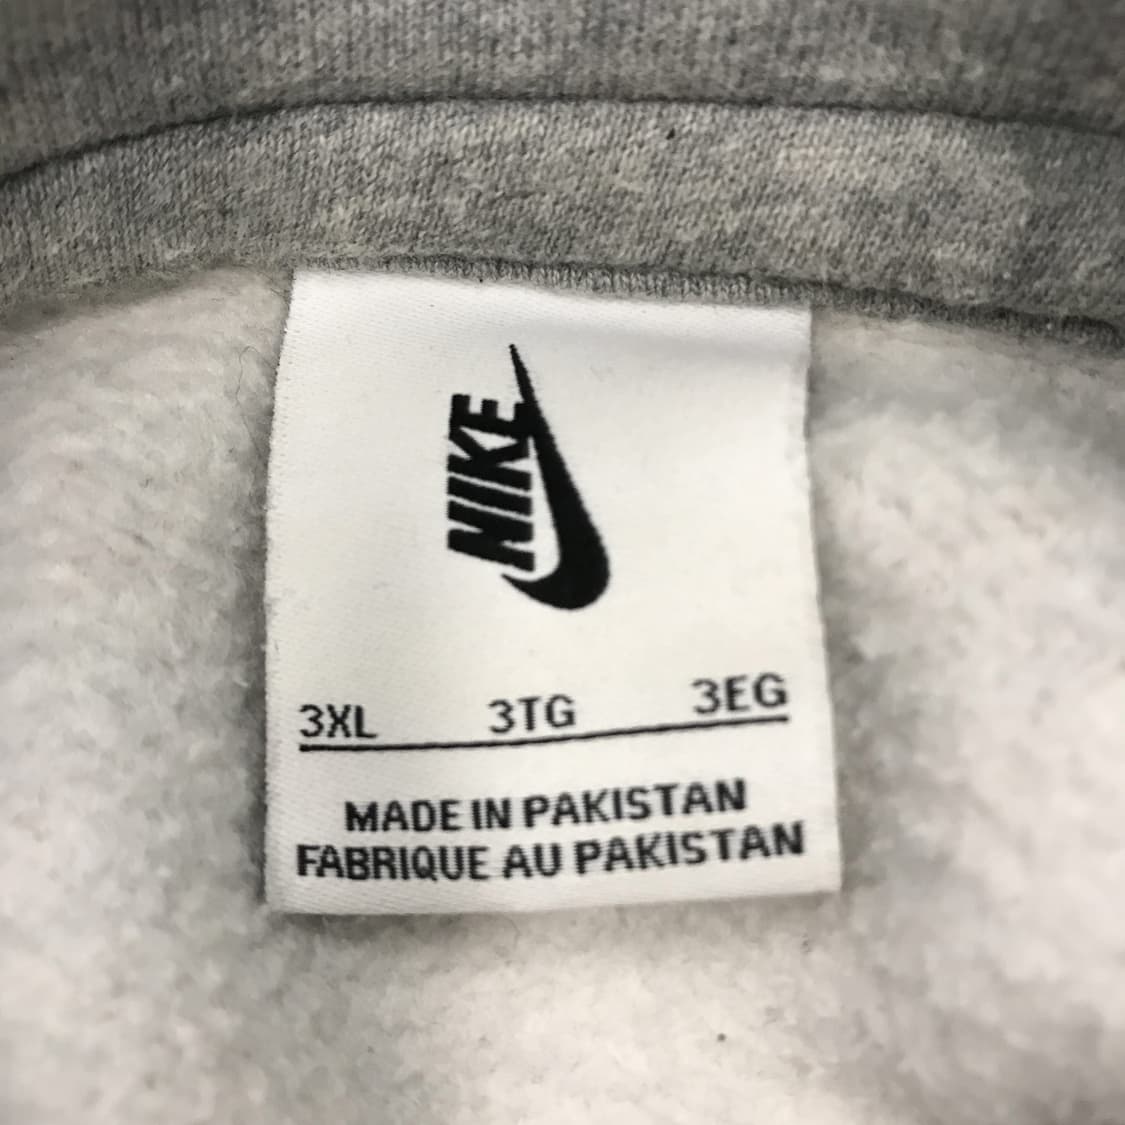 NIKE
3XL 3TG 3EG
MADE IN PAKISTAN
FABRIQUE AU PAKISTAN